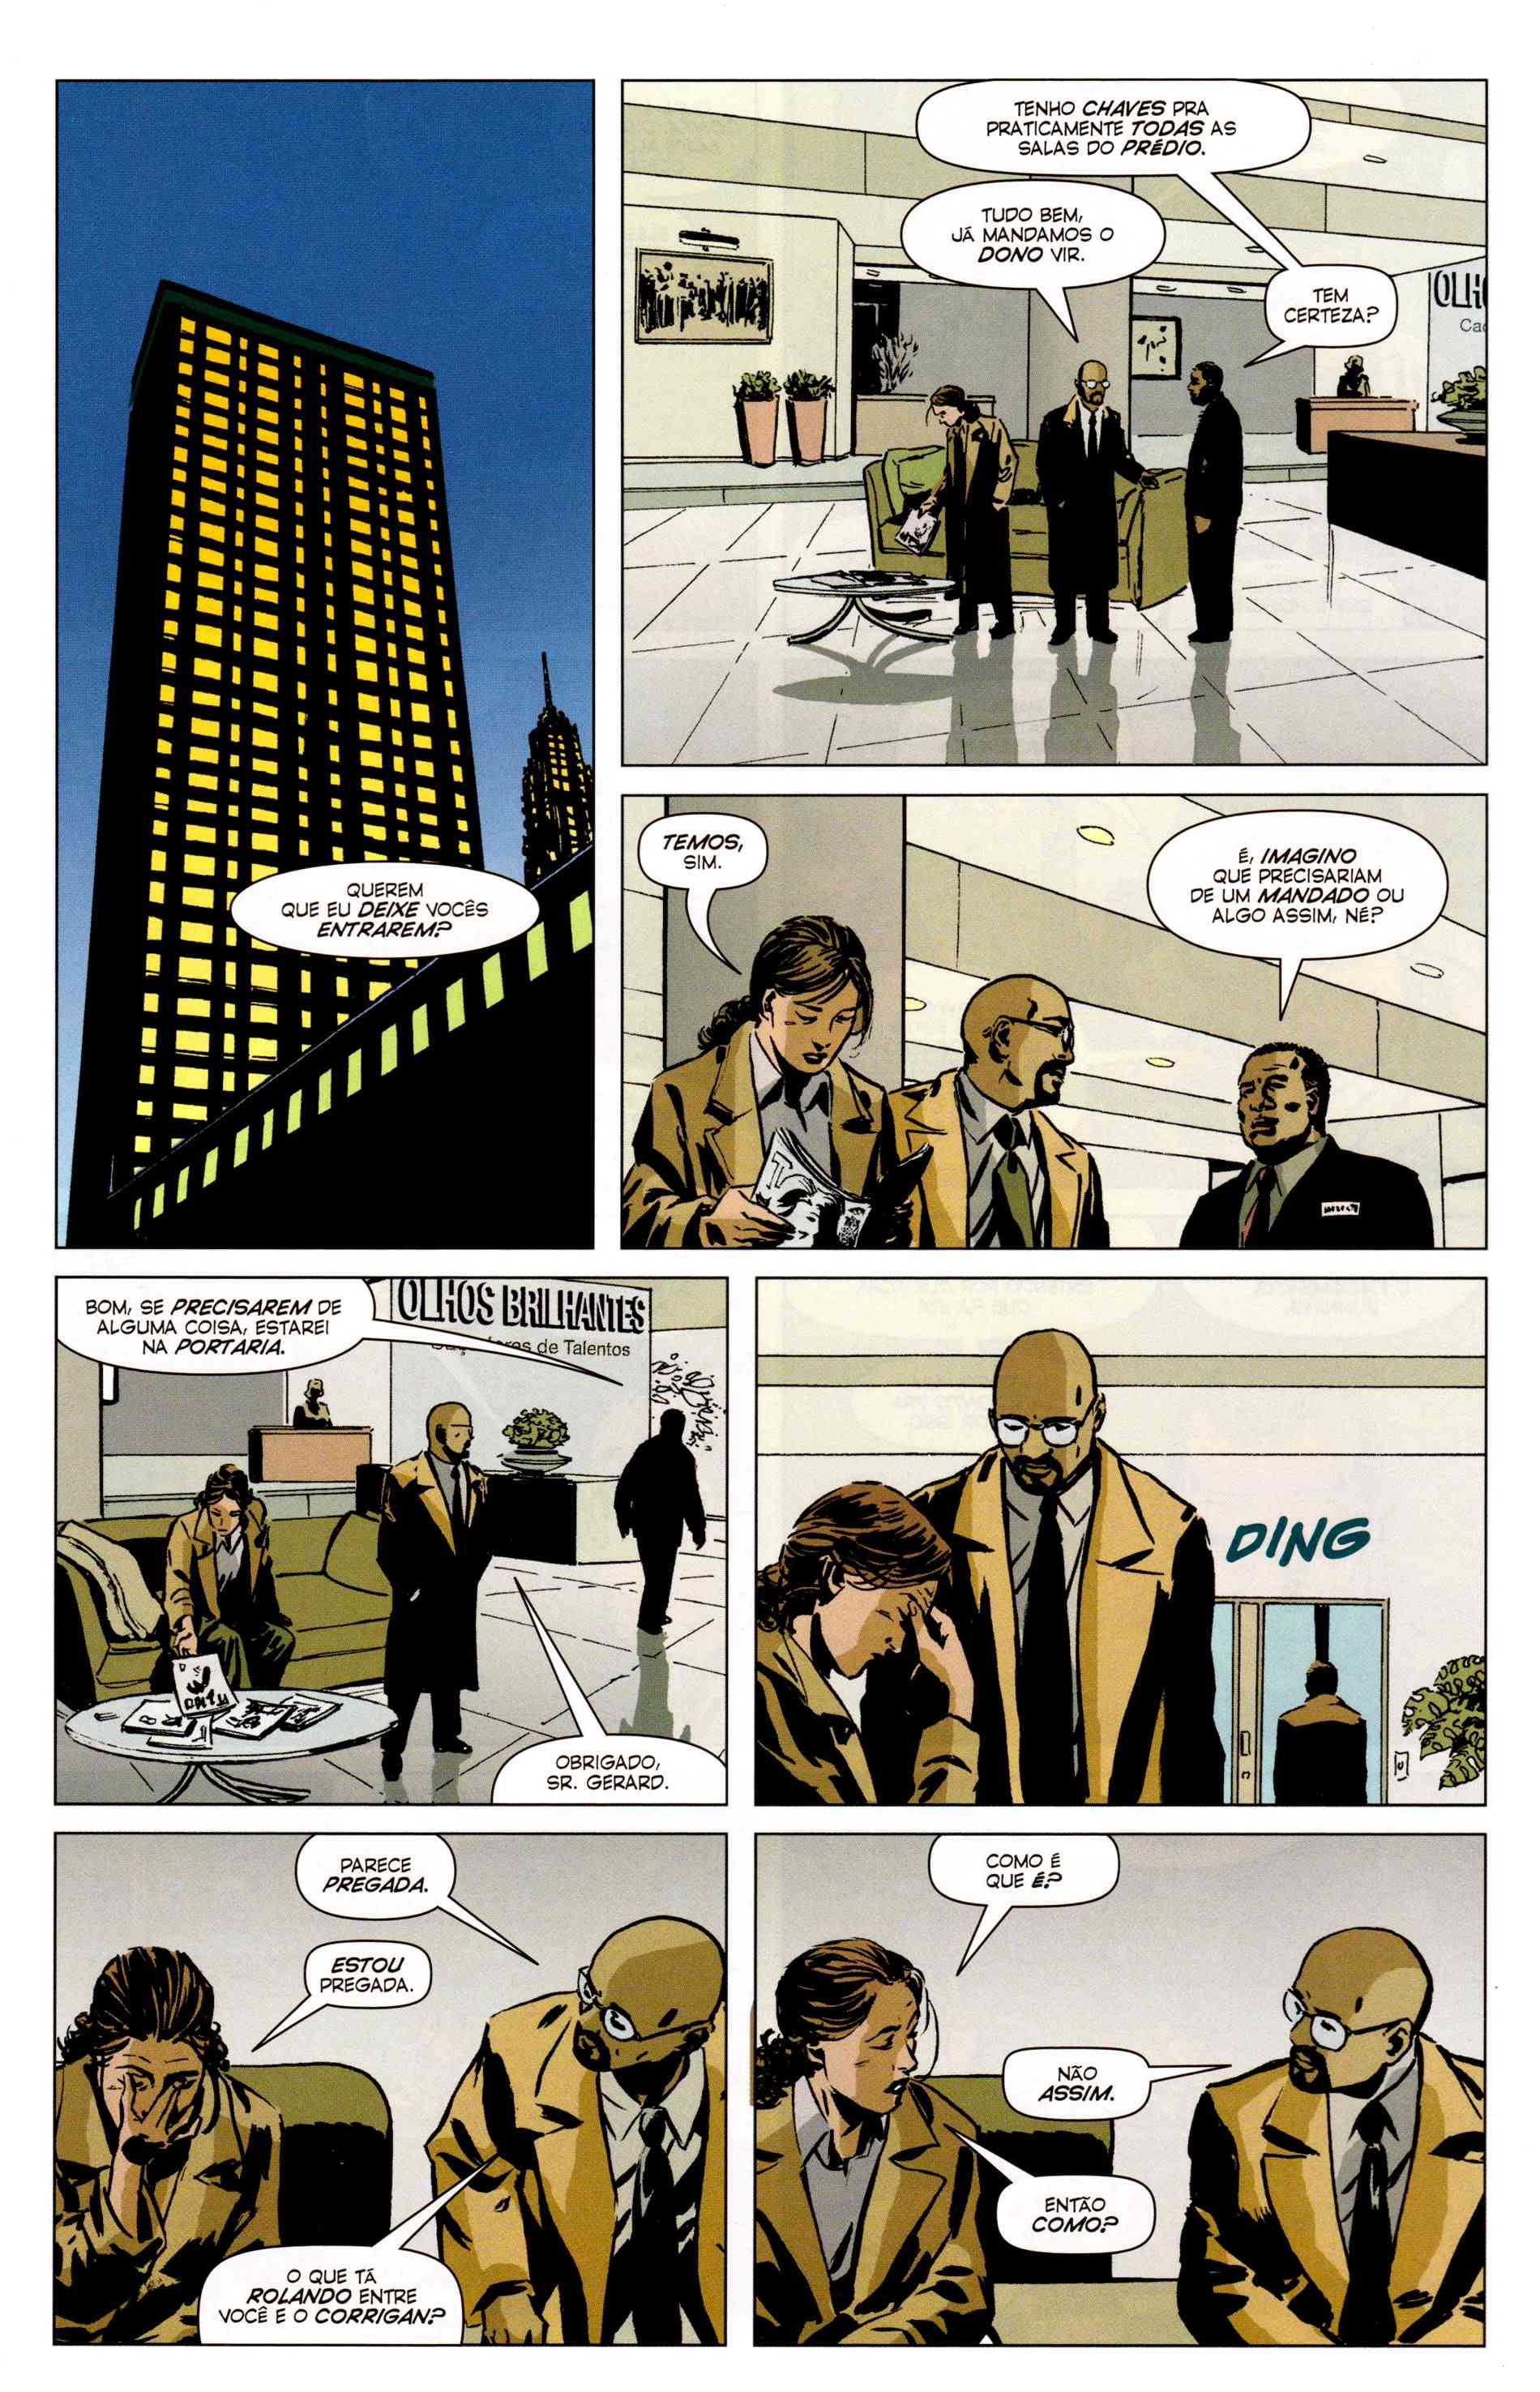 QUEREM
QUE EU DEIXE VOCÊS
ENTRAREM?
TENHO CHAVES PRA
PRATICAMENTE TODAS AS
SALAS DO PRÉDIO.
TUDO BEM,
JÁ MANDAMOS O
DONO VIR.
TEM
CERTEZA?
OLH
Ca
TEMOS,
SIM.
É, IMAGINO
QUE PRECISARIAM
DE UM MANDADO OU
ALGO ASSIM, NÉ?
BOM, SE PRECISAREM DE
ALGUMA COISA, ESTAREI
NA PORTARIA.
OLHOS BRILHANTES
de Talentos
OBRIGADO,
SR. GERARD.
DING
PARECE
PREGADA.
ESTOU
PREGADA.
O QUE TÁ
ROLANDO ENTRE
VOCÊ E O CORRIGAN?
COMO É
QUE É?
NÃO
ASSIM.
ENTÃO
COMO?